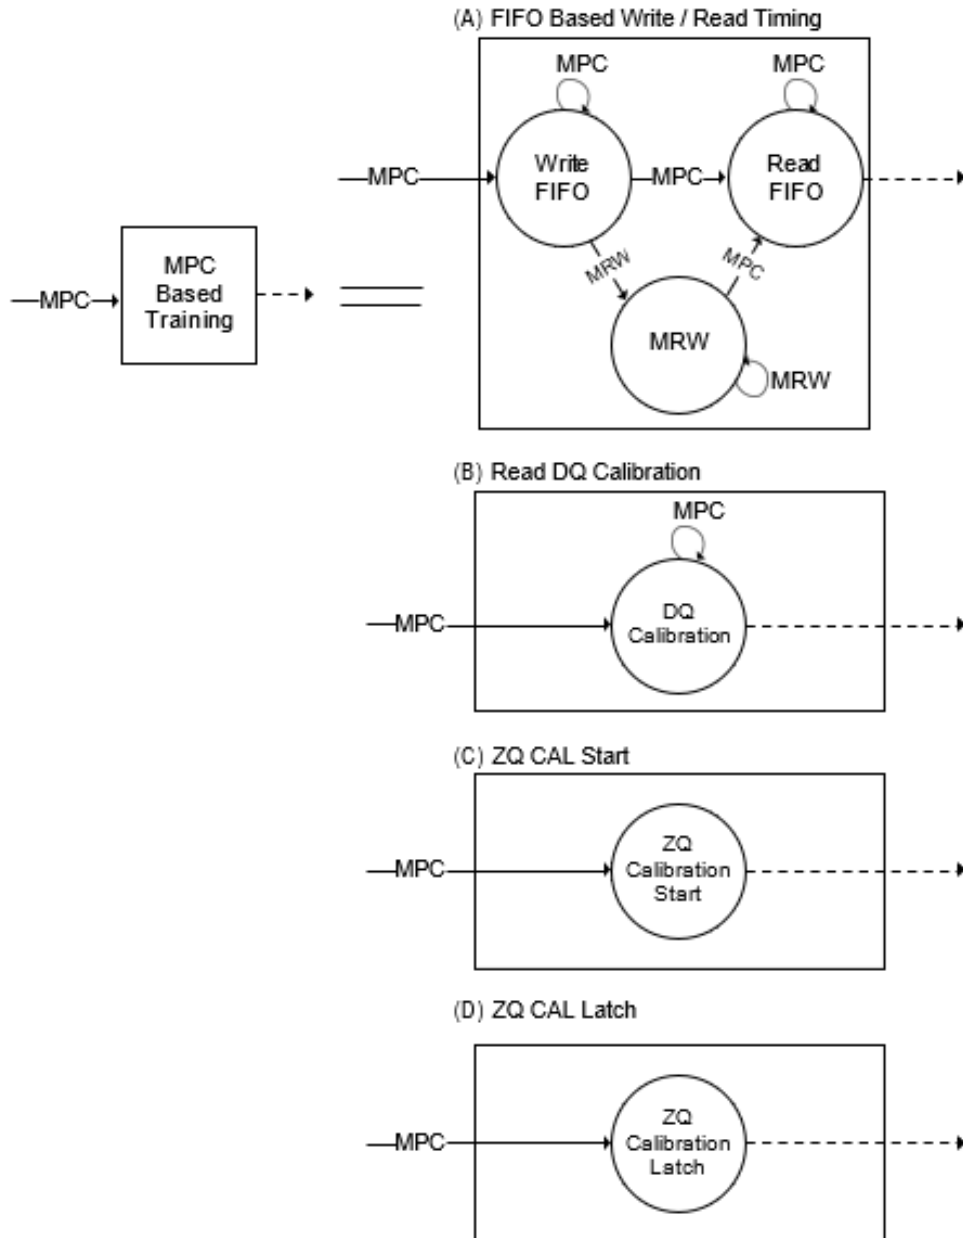 (A) FIFO Based Write / Read Timing
MPC
MPC
Write
FIFO
Read
FIFO
MPC
MPC
MRW
MPC
MRW
MRW
MPC
MPC
Based
Training
(B) Read DQ Calibration
MPC
MPC
DQ
Calibration
(C) ZQ CAL Start
MPC
ZQ
Calibration
Start
(D) ZQ CAL Latch
MPC
ZQ
Calibration
Latch